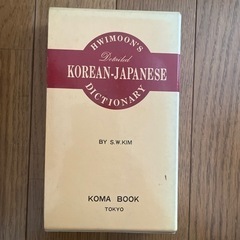 HWIMOON'S
Detailed
KOREAN-JAPANESE
DICTIONARY
BY S.W.KIM
KOMA BOOK
TOKYO